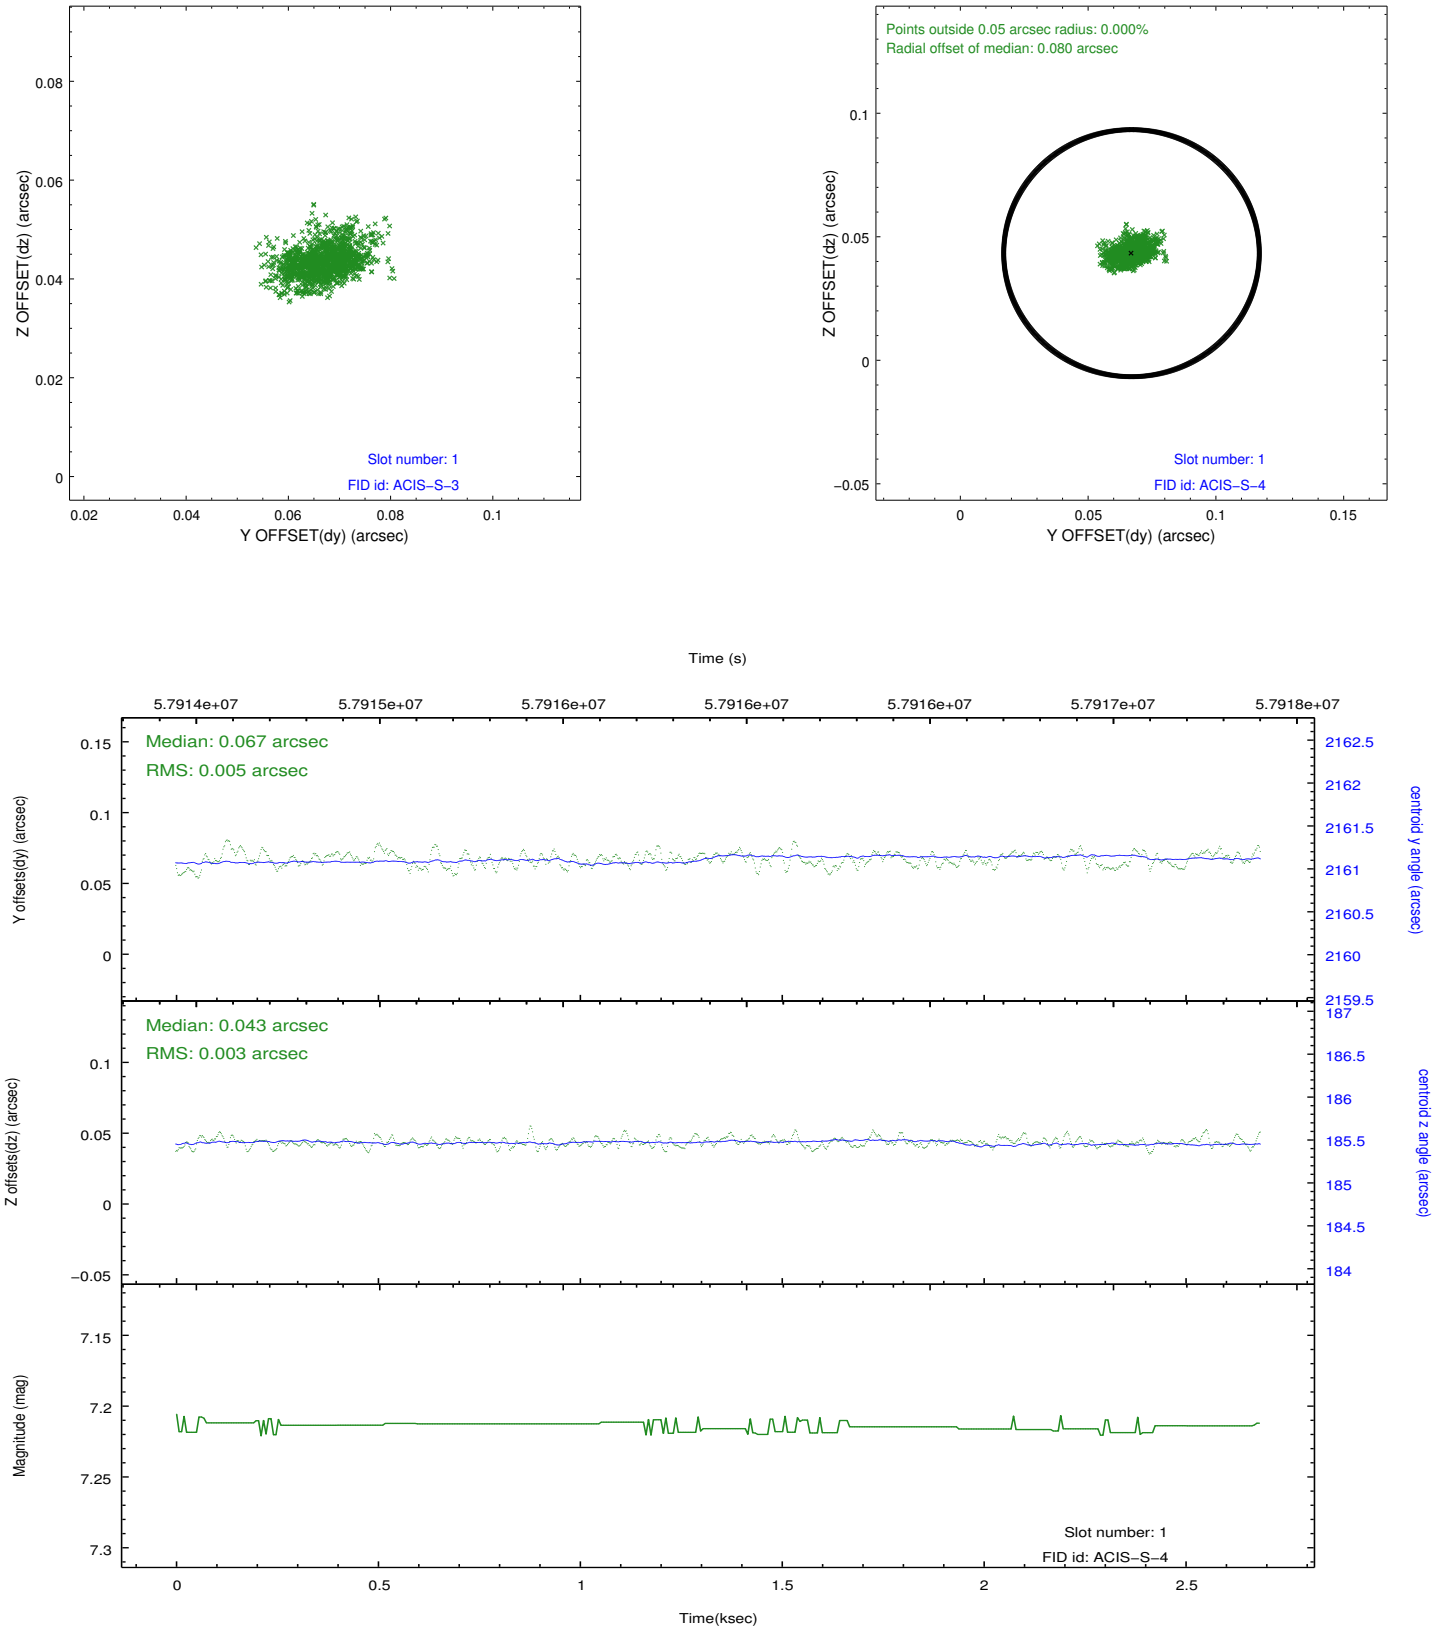 0.08
0.06
0.04
0.02
0
Z OFFSET(dz) (arcsec)
Slot number: 1
FID id: ACIS−S−3
0.02 0.04 0.06 0.08 0.1
Y OFFSET(dy) (arcsec)
Points outside 0.05 arcsec radius: 0.000%
Radial offset of median: 0.080 arcsec
0.1
0.05
0
−0.05
Z OFFSET(dz) (arcsec)
Slot number: 1
FID id: ACIS−S−4
0 0.05 0.1 0.15
Y OFFSET(dy) (arcsec)
Time (s)
5.7914e+07 5.7915e+07 5.7916e+07 5.7916e+07 5.7916e+07 5.7917e+07 5.7918e+07
Median: 0.067 arcsec
RMS: 0.005 arcsec
0.15
0.1
0.05
0
Y offsets(dy) (arcsec)
2162.5
2162
2161.5
2161
2160.5
2160
2159.5
centroid y angle (arcsec)
Median: 0.043 arcsec
RMS: 0.003 arcsec
0.1
0.05
0
−0.05
Z offsets(dz) (arcsec)
187
186.5
186
185.5
185
184.5
184
centroid z angle (arcsec)
7.15
7.2
7.25
7.3
Magnitude (mag)
Slot number: 1
FID id: ACIS−S−4
0 0.5 1 1.5 2 2.5
Time(ksec)